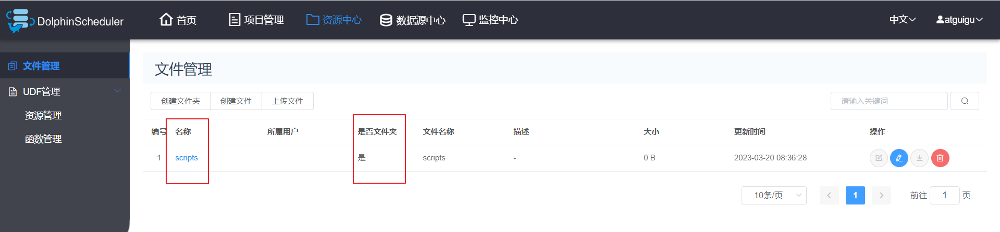 DolphinScheduler 首页 项目管理 资源中心 数据源中心 监控中心 中文 atguigu
文件管理
UDF管理
资源管理
函数管理
文件管理
创建文件夹 创建文件 上传文件 请输入关键词
编号 名称 所属用户 是否文件夹 文件名称 描述 大小 更新时间 操作
1 scripts 是 scripts - 0 B 2023-03-20 08:36:28
10条/页 1 前往 1 页